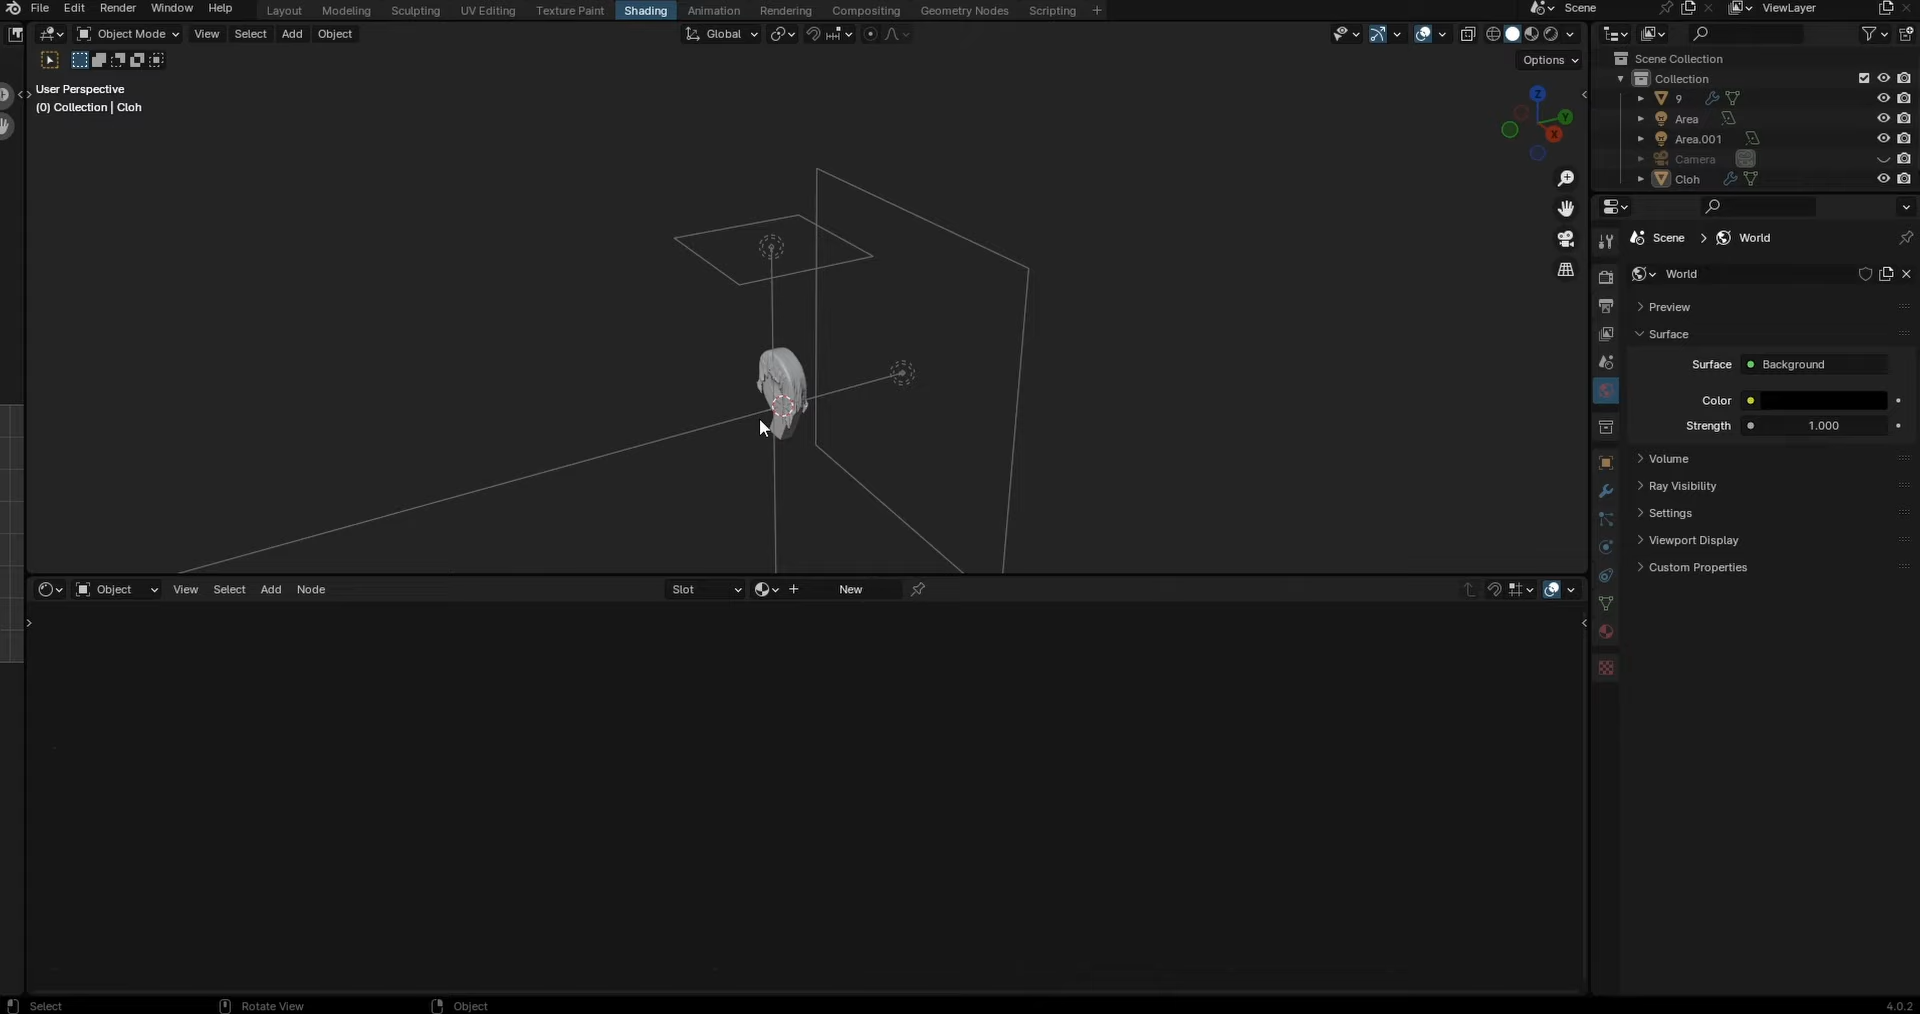 File Edit Render Window Help Layout Modeling Sculpting UV Editing Texture Paint Shading Animation Rendering Compositing Geometry Nodes Scripting + Scene ViewLayer
Object Mode View Select Add Object Global
Options
User Perspective
(0) Collection | Cloh
Z
Y
X
Scene Collection
Collection
9
Area
Area.001
Camera
Cloh
Scene > World
World
Preview
Surface
Surface Background
Color
Strength 1.000
Volume
Ray Visibility
Settings
Viewport Display
Custom Properties
Object View Select Add Node Slot New
Select Rotate View Object 4.0.2